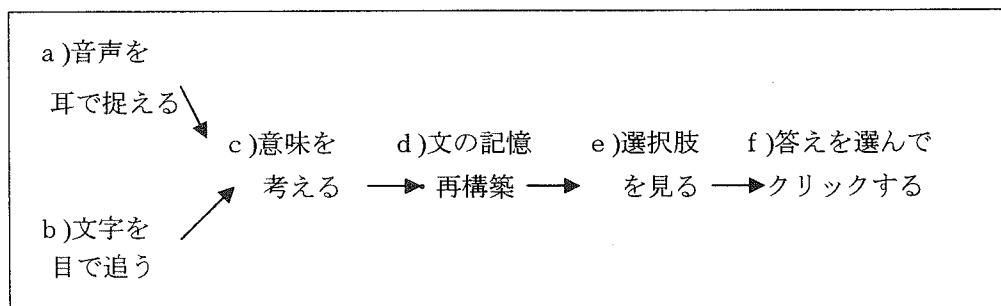 a)音声を
耳で捉える
c)意味を
考える
d)文の記憶
再構築
e)選択肢
を見る
f)答えを選んで
クリックする
b)文字を
目で追う